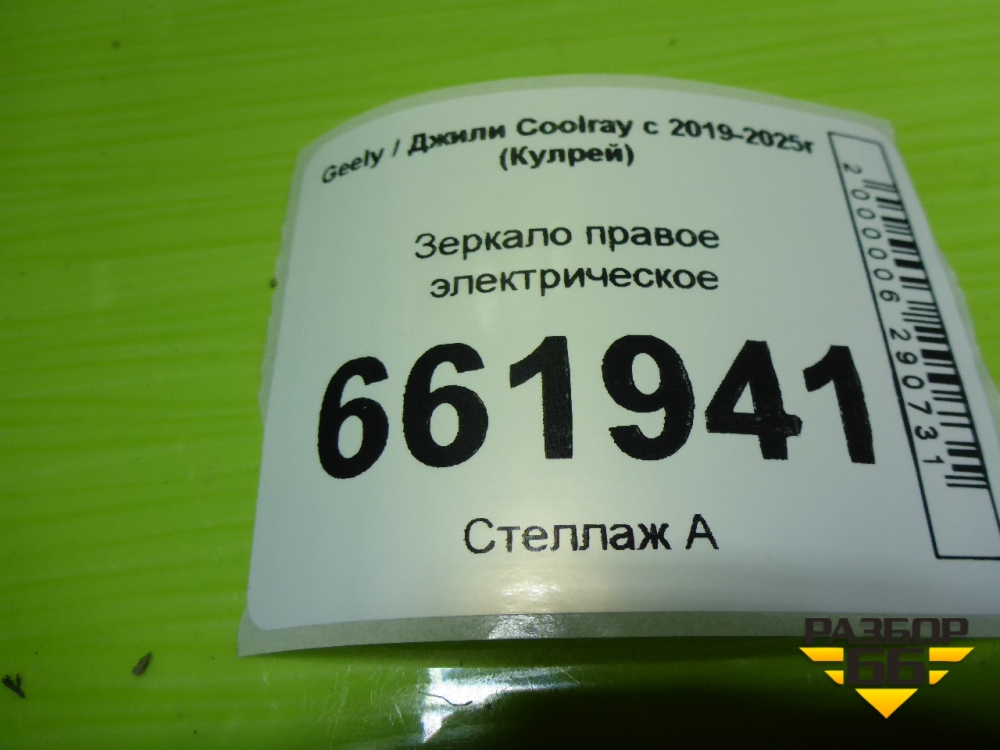 Geely / Джили Coolray с 2019-2025г
(Кулрей)
Зеркало правое
электрическое
661941
Стеллаж А
2000006290731
РАЗБОР
66